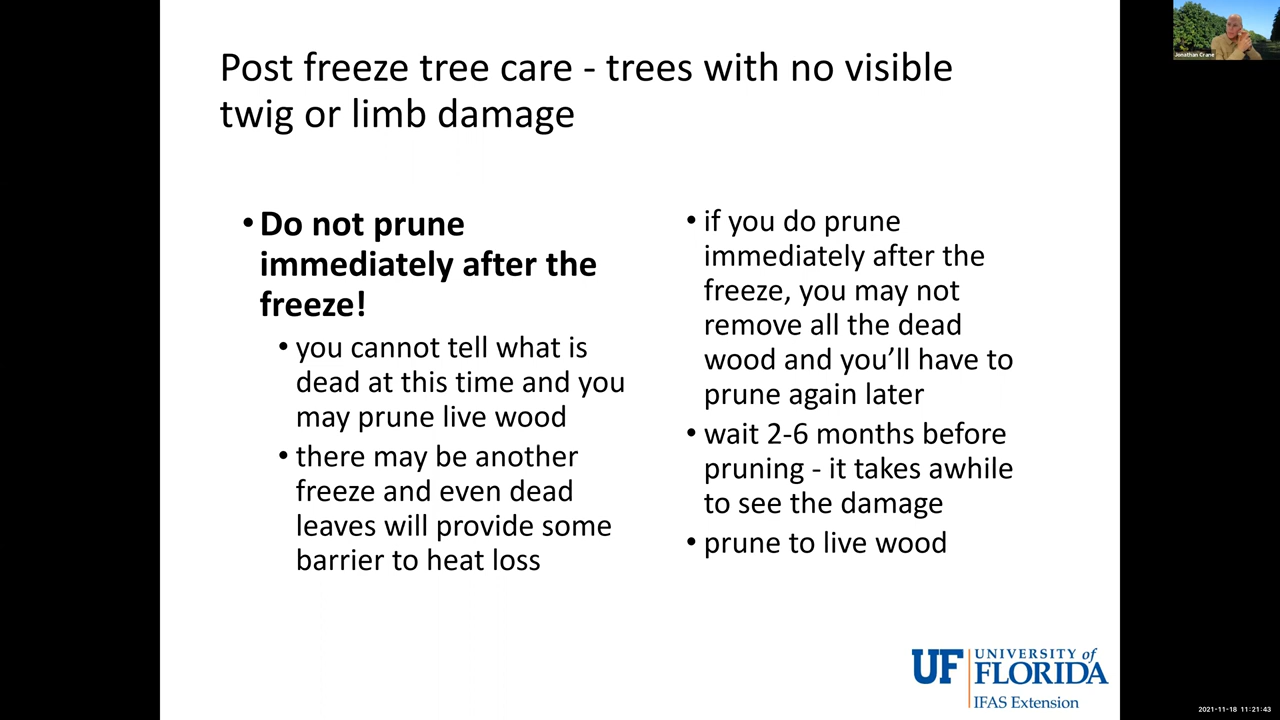 Post freeze tree care - trees with no visible
twig or limb damage
• Do not prune
immediately after the
freeze!
• you cannot tell what is
dead at this time and you
may prune live wood
• there may be another
freeze and even dead
leaves will provide some
barrier to heat loss
• if you do prune
immediately after the
freeze, you may not
remove all the dead
wood and you’ll have to
prune again later
• wait 2-6 months before
pruning - it takes awhile
to see the damage
• prune to live wood
UF UNIVERSITY of
FLORIDA
IFAS Extension
Jonathan Crane
2021-11-18 11:21:43